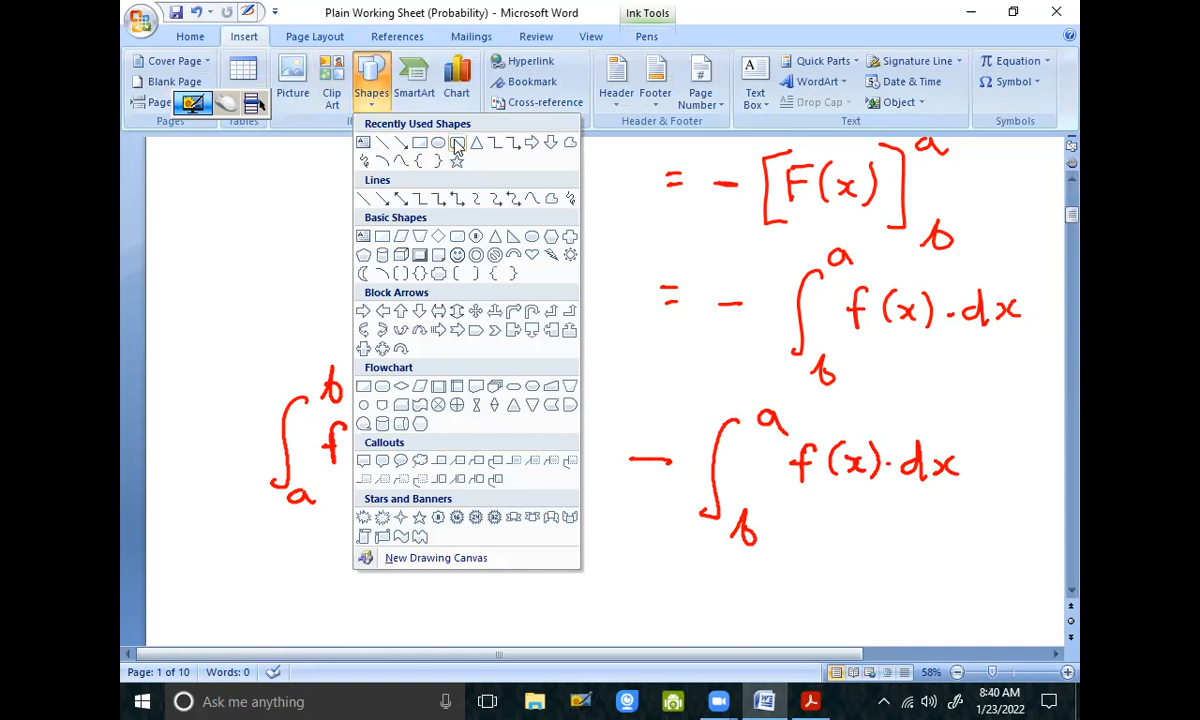 Plain Working Sheet (Probability) - Microsoft Word
Ink Tools
Home Insert Page Layout References Mailings Review View Pens
Cover Page
Blank Page
Page
Pages
Tables
Picture
Clip Art
Shapes
SmartArt
Chart
Hyperlink
Bookmark
Cross-reference
Header
Footer
Page Number
Header & Footer
Text Box
Quick Parts
WordArt
Drop Cap
Signature Line
Date & Time
Object
Text
Equation
Symbol
Symbols
Recently Used Shapes
Lines
Basic Shapes
Block Arrows
Flowchart
Callouts
Stars and Banners
New Drawing Canvas
= - [F(x)]
a
b
= - ∫
a
b
f(x).dx
∫
b
a
f
- ∫
a
b
f(x).dx
Page: 1 of 10 Words: 0
58%
Ask me anything
8:40 AM
1/23/2022